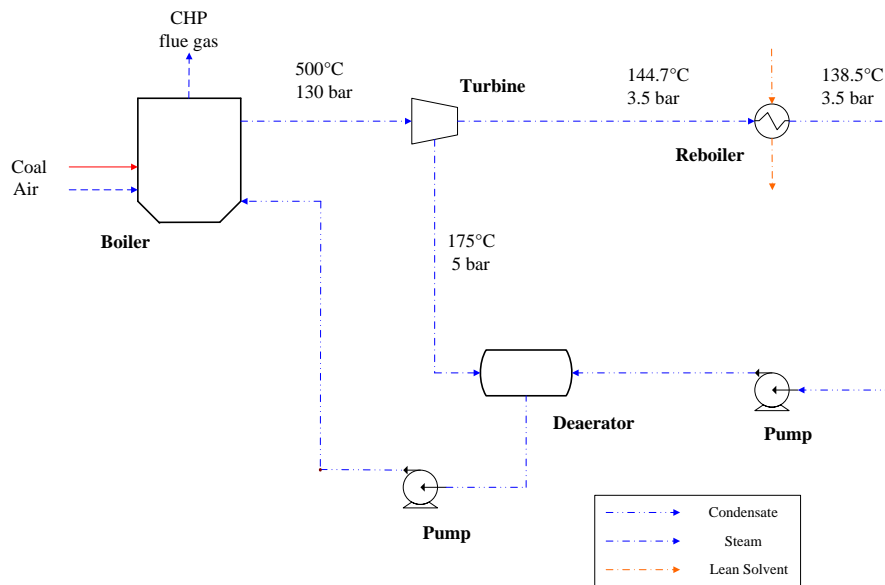 CHP
flue gas
500°C
130 bar
Turbine
144.7°C
3.5 bar
138.5°C
3.5 bar
Reboiler
Coal
Air
Boiler
175°C
5 bar
Deaerator
Pump
Pump
Condensate
Steam
Lean Solvent